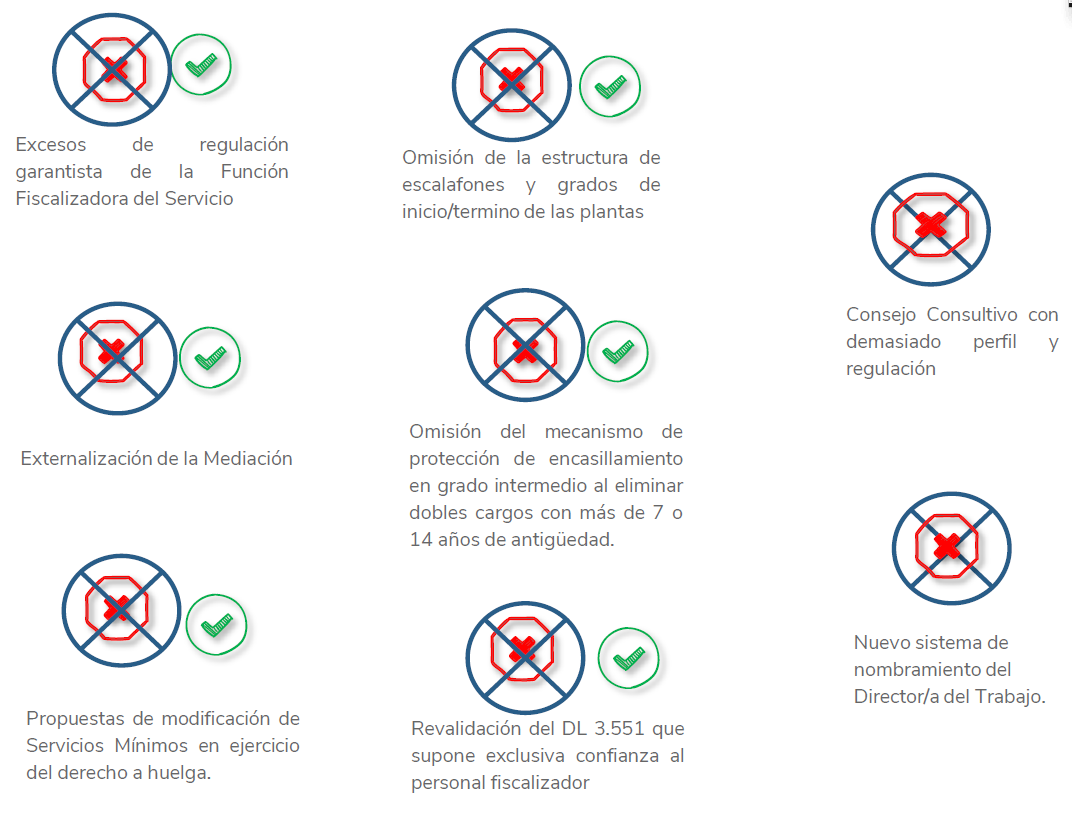 Excesos de regulación
garantista de la Función
Fiscalizadora del Servicio
Externalización de la Mediación
Propuestas de modificación de
Servicios Mínimos en ejercicio
del derecho a huelga.
Omisión de la estructura de
escalafones y grados de
inicio/termino de las plantas
Omisión del mecanismo de
protección de encasillamiento
en grado intermedio al eliminar
dobles cargos con más de 7 o
14 años de antigüedad.
Revalidación del DL 3.551 que
supone exclusiva confianza al
personal fiscalizador
Consejo Consultivo con
demasiado perfil y
regulación
Nuevo sistema de
nombramiento del
Director/a del Trabajo.